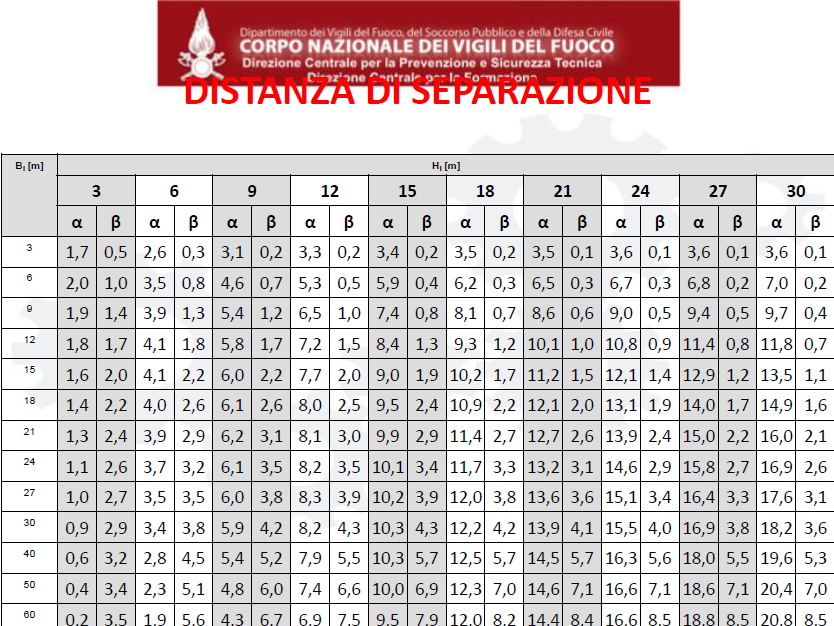 Dipartimento dei Vigili del Fuoco, del Soccorso Pubblico e della Difesa Civile
CORPO NAZIONALE DEI VIGILI DEL FUOCO
Direzione Centrale per la Prevenzione e Sicurezza Tecnica
Direzione Centrale per la Formazione
DISTANZA DI SEPARAZIONE
Bi [m] Hi [m]
3 6 9 12 15 18 21 24 27 30
α β α β α β α β α β α β α β α β α β α β
3 1,7 0,5 2,6 0,3 3,1 0,2 3,3 0,2 3,4 0,2 3,5 0,2 3,5 0,1 3,6 0,1 3,6 0,1 3,6 0,1
6 2,0 1,0 3,5 0,8 4,6 0,7 5,3 0,5 5,9 0,4 6,2 0,3 6,5 0,3 6,7 0,3 6,8 0,2 7,0 0,2
9 1,9 1,4 3,9 1,3 5,4 1,2 6,5 1,0 7,4 0,8 8,1 0,7 8,6 0,6 9,0 0,5 9,4 0,5 9,7 0,4
12 1,8 1,7 4,1 1,8 5,8 1,7 7,2 1,5 8,4 1,3 9,3 1,2 10,1 1,0 10,8 0,9 11,4 0,8 11,8 0,7
15 1,6 2,0 4,1 2,2 6,0 2,2 7,7 2,0 9,0 1,9 10,2 1,7 11,2 1,5 12,1 1,4 12,9 1,2 13,5 1,1
18 1,4 2,2 4,0 2,6 6,1 2,6 8,0 2,5 9,5 2,4 10,9 2,2 12,1 2,0 13,1 1,9 14,0 1,7 14,9 1,6
21 1,3 2,4 3,9 2,9 6,2 3,1 8,1 3,0 9,9 2,9 11,4 2,7 12,7 2,6 13,9 2,4 15,0 2,2 16,0 2,1
24 1,1 2,6 3,7 3,2 6,1 3,5 8,2 3,5 10,1 3,4 11,7 3,3 13,2 3,1 14,6 2,9 15,8 2,7 16,9 2,6
27 1,0 2,7 3,5 3,5 6,0 3,8 8,3 3,9 10,2 3,9 12,0 3,8 13,6 3,6 15,1 3,4 16,4 3,3 17,6 3,1
30 0,9 2,9 3,4 3,8 5,9 4,2 8,2 4,3 10,3 4,3 12,2 4,2 13,9 4,1 15,5 4,0 16,9 3,8 18,2 3,6
40 0,6 3,2 2,8 4,5 5,4 5,2 7,9 5,5 10,3 5,7 12,5 5,7 14,5 5,7 16,3 5,6 18,0 5,5 19,6 5,3
50 0,4 3,4 2,3 5,1 4,8 6,0 7,4 6,6 10,0 6,9 12,3 7,0 14,6 7,1 16,6 7,1 18,6 7,1 20,4 7,0
60 0,2 3,5 1,9 5,6 4,3 6,7 6,9 7,5 9,5 7,9 12,0 8,2 14,4 8,4 16,6 8,5 18,8 8,5 20,8 8,5